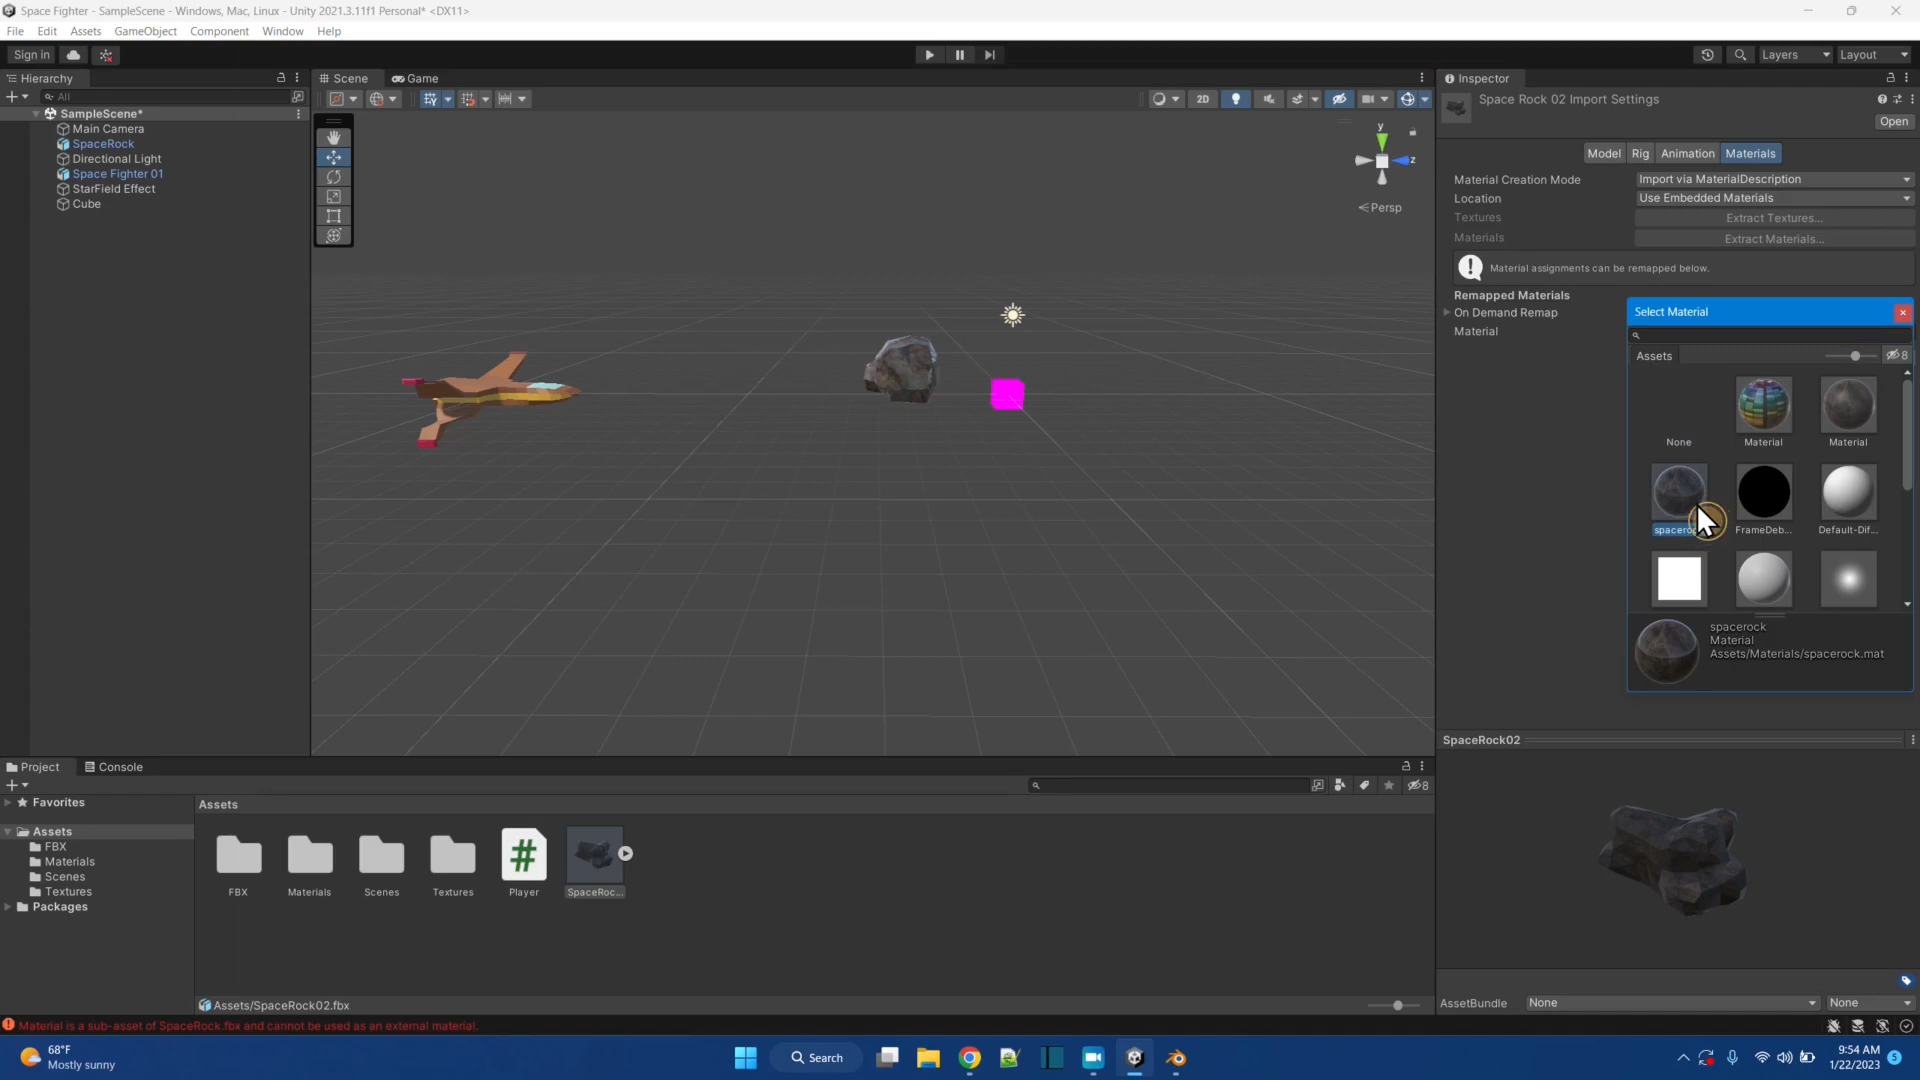 Space Fighter - SampleScene - Windows, Mac, Linux - Unity 2021.3.11f1 Personal* <DX11>
File Edit Assets GameObject Component Window Help
Sign in
Layers Layout
Hierarchy
Scene Game
Inspector
All
2D
Space Rock 02 Import Settings
Open
SampleScene*
Main Camera
SpaceRock
Directional Light
Space Fighter 01
StarField Effect
Cube
y
z
Persp
Model Rig Animation Materials
Material Creation Mode Import via MaterialDescription
Location Use Embedded Materials
Textures Extract Textures...
Materials Extract Materials...
Material assignments can be remapped below.
Remapped Materials
On Demand Remap
Material
Select Material
Assets
8
None Material Material
FrameDeb... Default-Dif...
spacerock
Material
Assets/Materials/spacerock.mat
SpaceRock02
AssetBundle None None
Project Console
8
Favorites
Assets
FBX
Materials
Scenes
Textures
Packages
Assets
#
FBX Materials Scenes Textures Player SpaceRoc...
Assets/SpaceRock02.fbx
Material is a sub-asset of SpaceRock.fbx and cannot be used as an external material.
68°F
Mostly sunny
Search
9:54 AM
1/22/2023
5